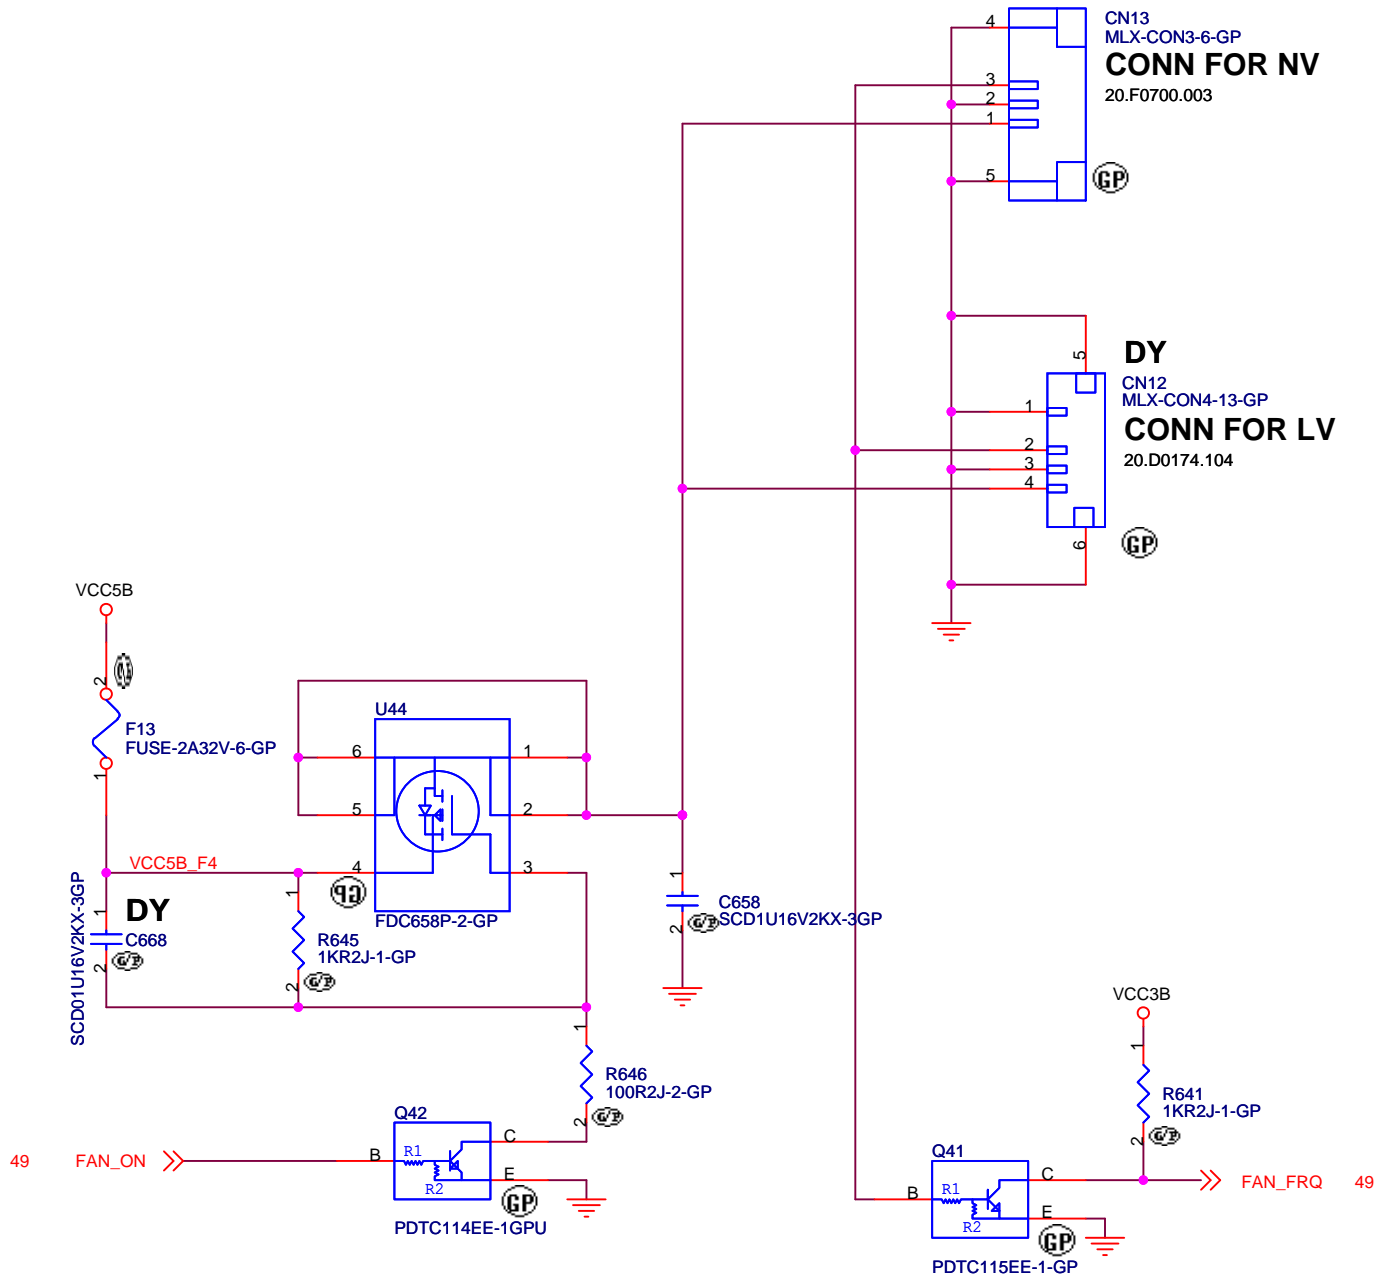 CN13
MLX-CON3-6-GP
CONN FOR NV
20.F0700.003
4
3
2
1
5
GP
DY
CN12
MLX-CON4-13-GP
CONN FOR LV
20.D0174.104
5
1
2
3
4
6
GP
VCC5B
2
F13
FUSE-2A32V-6-GP
1
U44
6
1
5
2
4
3
GP
FDC658P-2-GP
VCC5B_F4
SCD01U16V2KX-3GP
1
DY
C668
2
G/P
1
R645
1KR2J-1-GP
2
G/P
1
C658
SCD1U16V2KX-3GP
2
G/P
1
R646
100R2J-2-GP
2
G/P
Q42
49
FAN_ON
B
R1
R2
C
E
GP
PDTC114EE-1GPU
VCC3B
1
R641
1KR2J-1-GP
2
G/P
Q41
B
R1
R2
C
E
GP
PDTC115EE-1-GP
FAN_FRQ
49